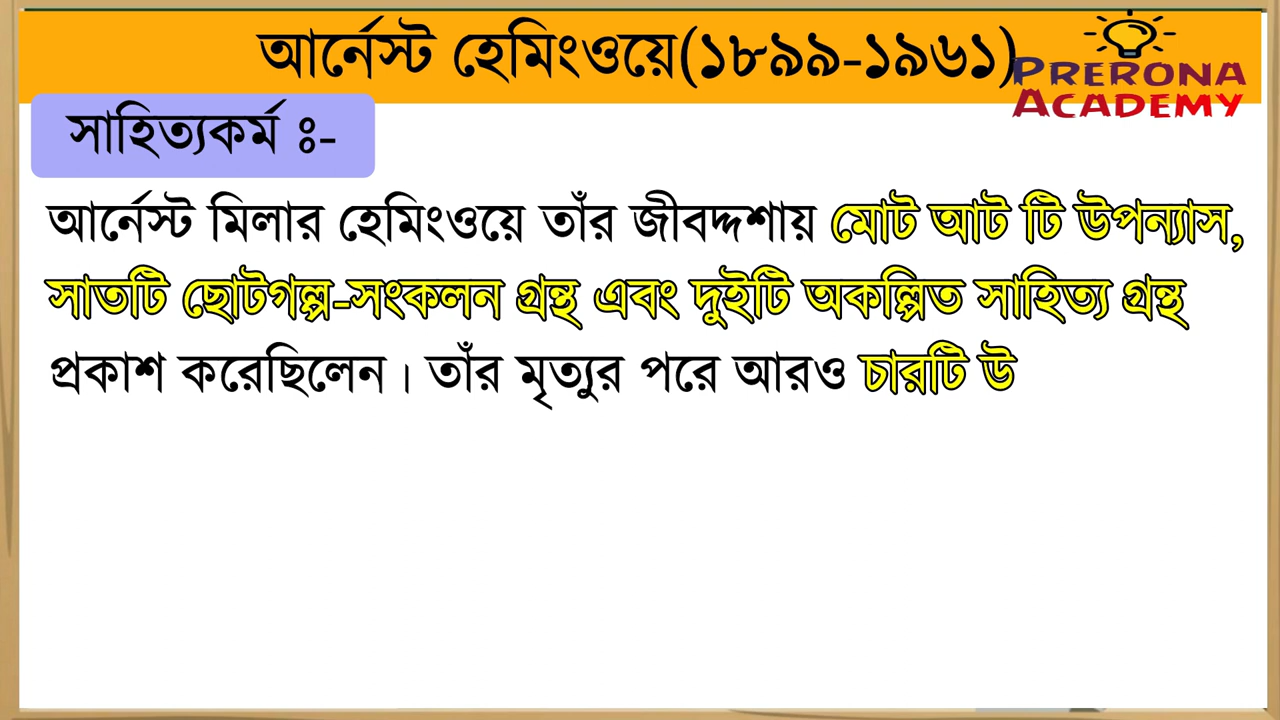 আর্নেস্ট হেমিংওয়ে(১৮৯৯-১৯৬১)
PRERONA
ACADEMY
সাহিত্যকর্ম ঃ-
আর্নেস্ট মিলার হেমিংওয়ে তাঁর জীবদ্দশায় মোট আট টি উপন্যাস,
সাতটি ছোটগল্প-সংকলন গ্রন্থ এবং দুইটি অকল্পিত সাহিত্য গ্রন্থ
প্রকাশ করেছিলেন। তাঁর মৃত্যুর পরে আরও চারটি উ